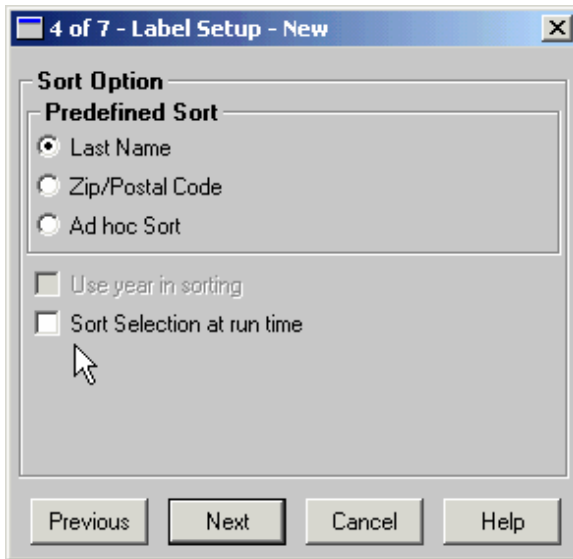 4 of 7 - Label Setup - New
Sort Option
Predefined Sort
Last Name
Zip/Postal Code
Ad hoc Sort
Use year in sorting
Sort Selection at run time
Previous Next Cancel Help